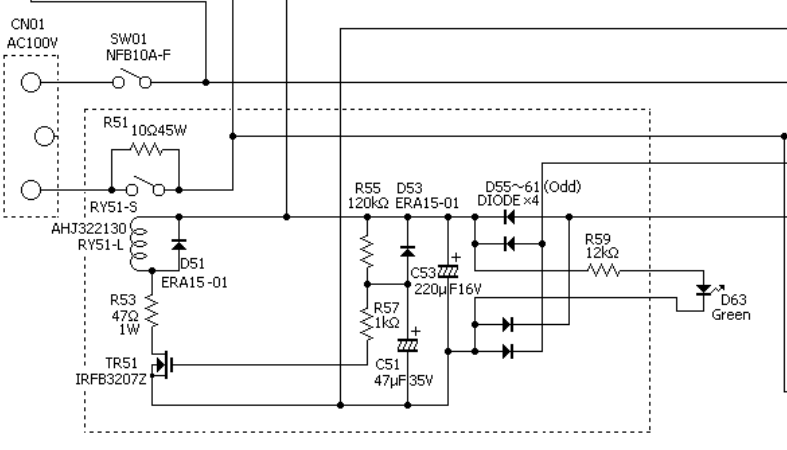 CN01
AC100V
SW01
NFB10A-F
R51
10Ω45W
RY51-S
AHJ322130
RY51-L
D51
ERA15-01
R53
47Ω
1W
TR51
IRFB3207Z
R55
120kΩ
D53
ERA15-01
D55～61(Odd)
DIODE×4
R59
12kΩ
C53
220μF16V
R57
1kΩ
C51
47μF35V
+
+
D63
Green